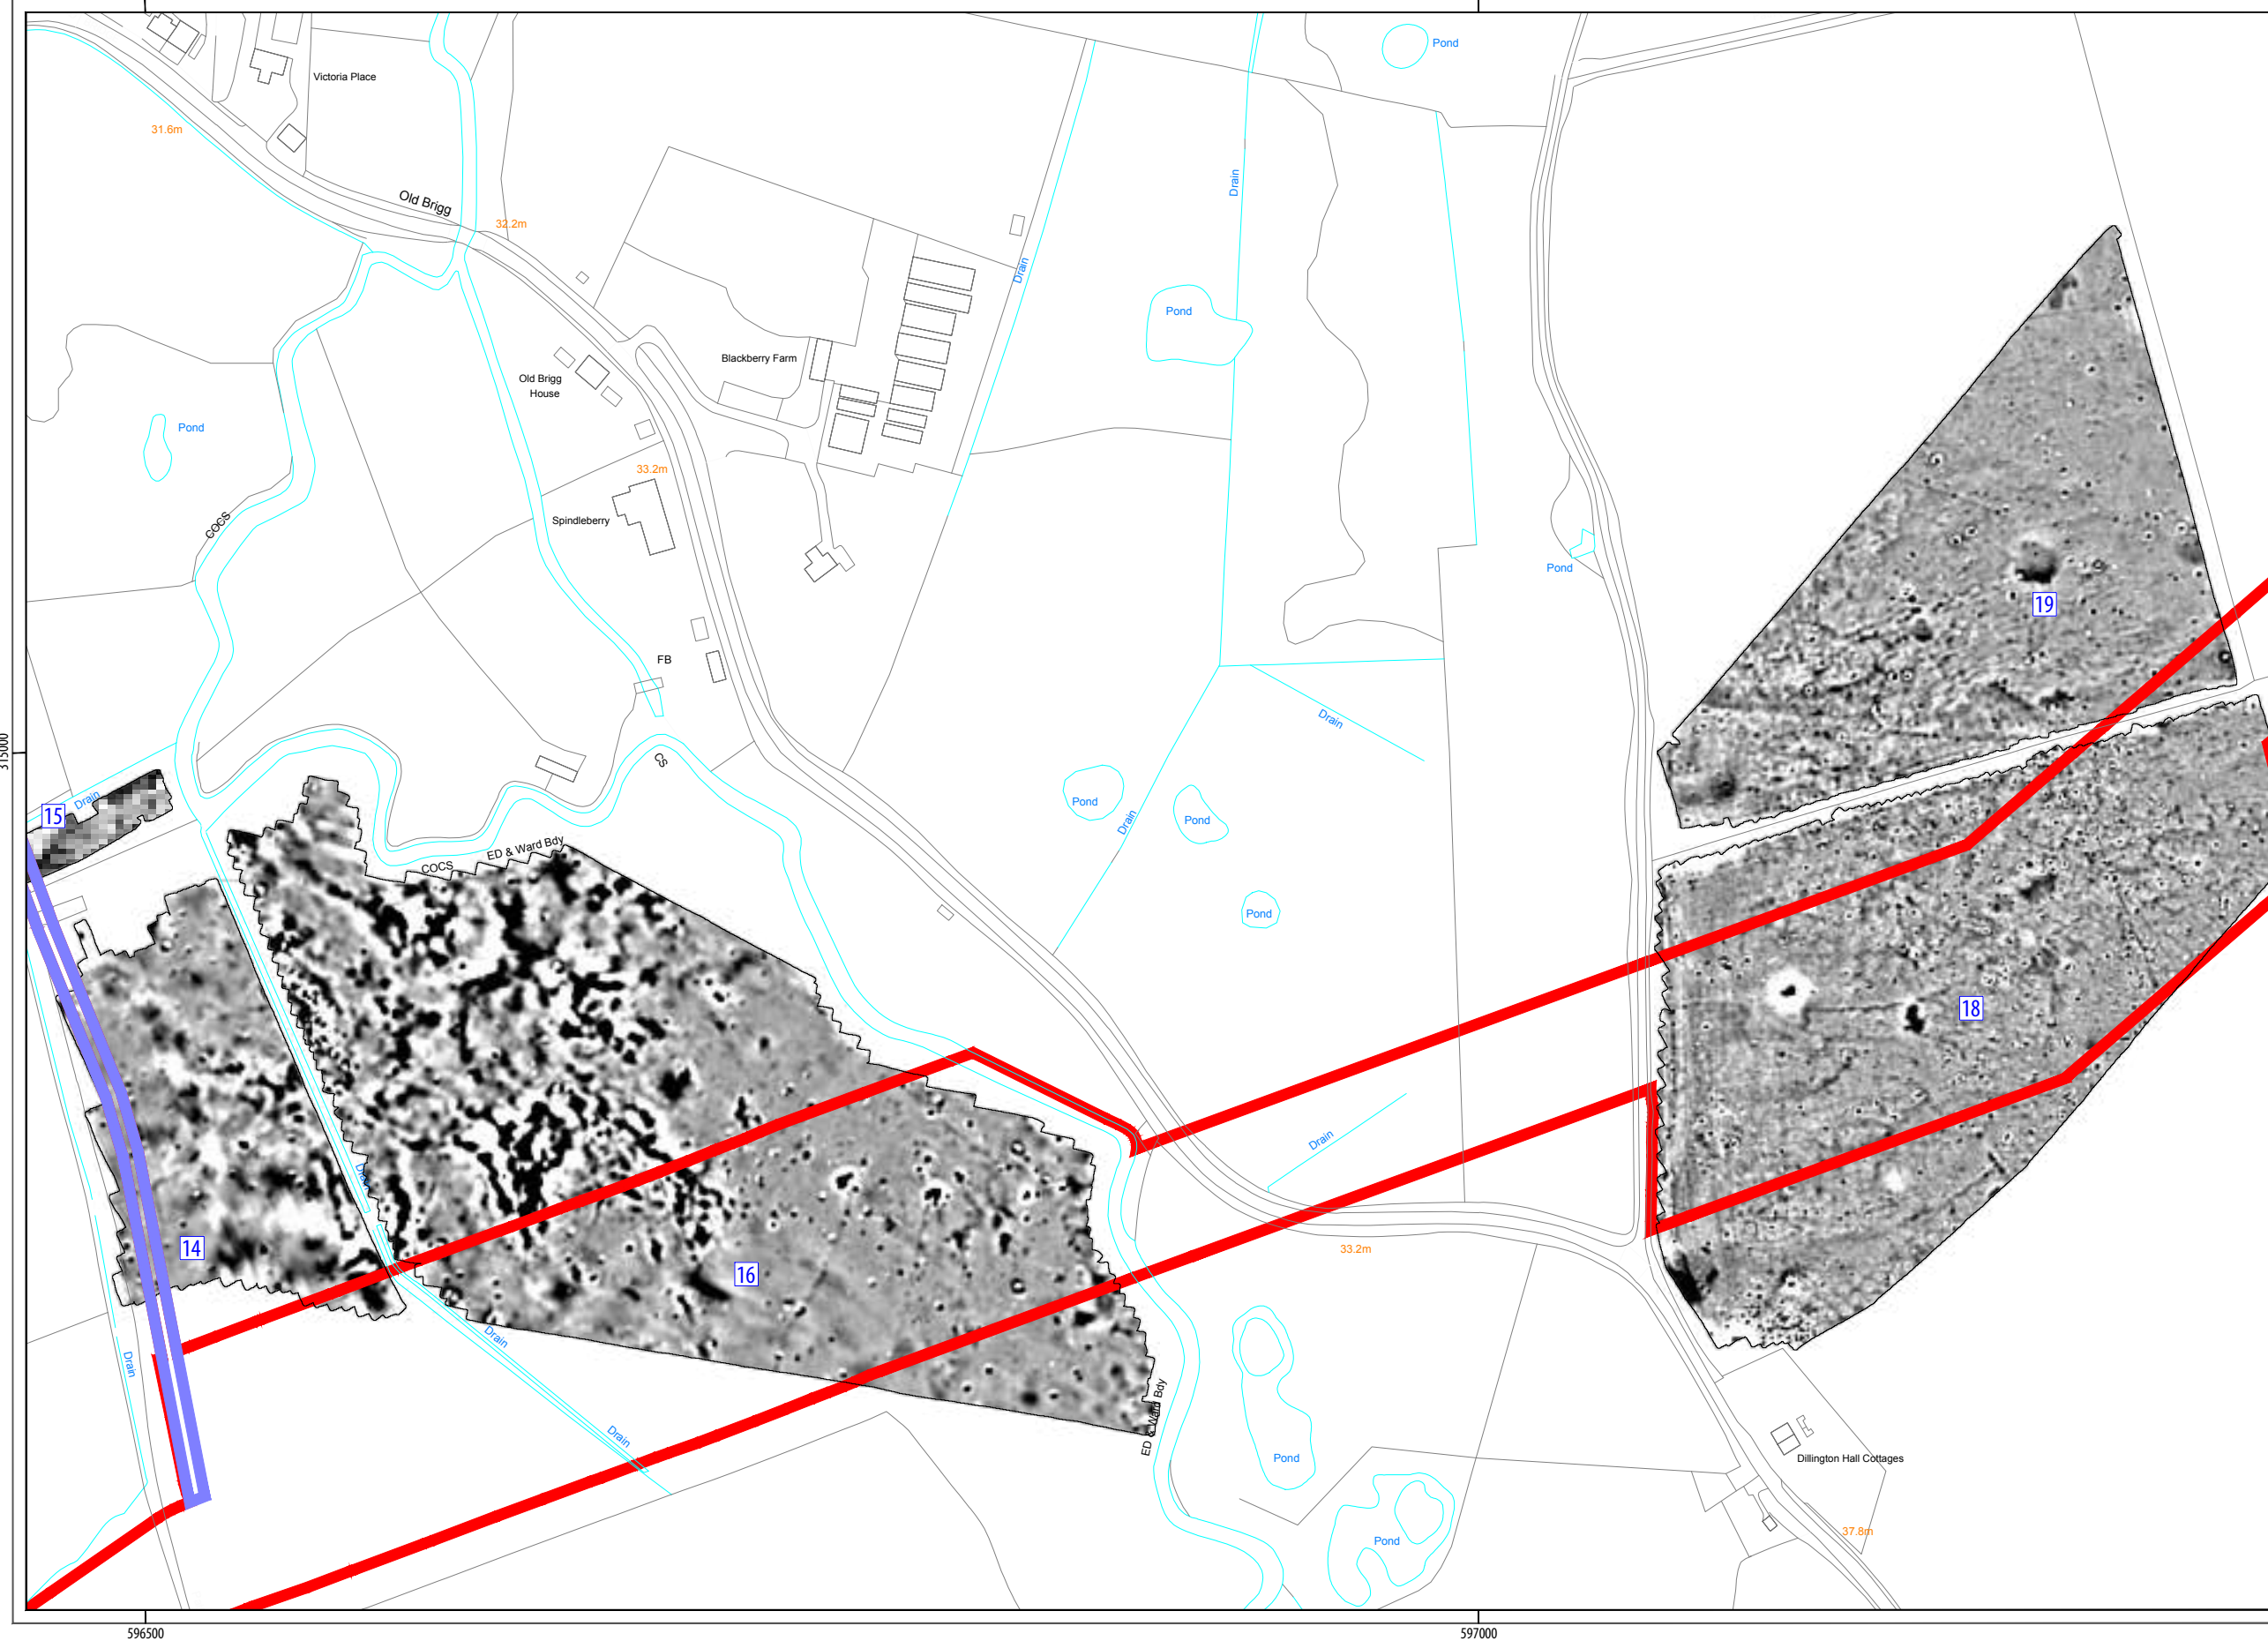 Pond
Victoria Place
31.6m
Drain
Old Brigg
32.2m
Drain
Pond
Blackberry Farm
Old Brigg
House
Pond
33.2m
COCS
Spindleberry
Pond
19
FB
Drain
315000
CS
Drain
15
Pond
Pond
Drain
ED & Ward Bdy
COCS
Pond
18
Drain
Drain
14
33.2m
16
Drain
Drain
ED & Ward Bdy
Drain
Pond
Dillington Hall Cottages
37.8m
Pond
596500
597000